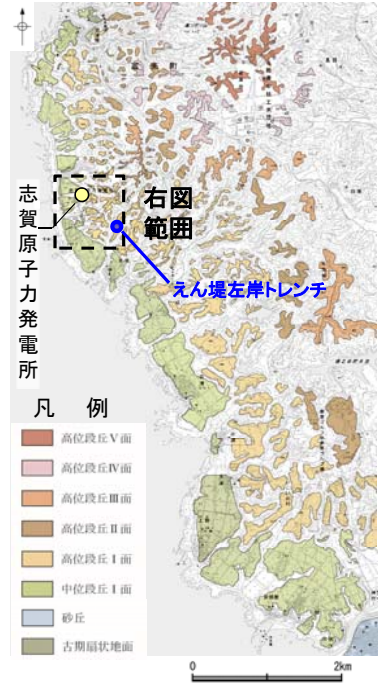 志賀原子力発電所
右図
範囲
えん堤左岸トレンチ
凡 例
高位段丘Ⅴ面
高位段丘Ⅳ面
高位段丘Ⅲ面
高位段丘Ⅱ面
高位段丘Ⅰ面
中位段丘Ⅰ面
砂丘
古期扇状地面
0 2km